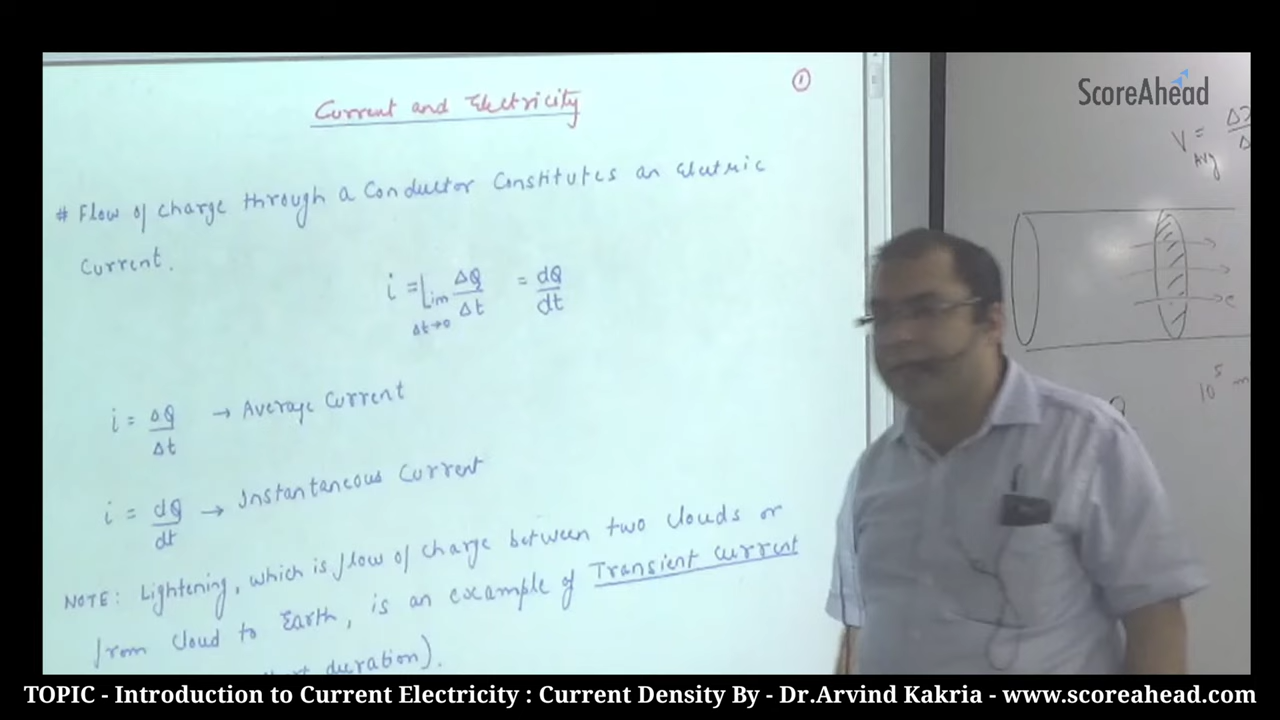 Current and Electricity
①
# Flow of charge through a Conductor Constitutes an Electric
Current.
i = Lim ΔQ/Δt = dQ/dt
Δt→0
i = ΔQ/Δt → Average Current
i = dQ/dt → Instantaneous Current
NOTE: Lightening, which is flow of charge between two clouds or
from cloud to Earth, is an example of Transient current
duration).
ScoreAhead
V Avg =
10⁵ m
TOPIC - Introduction to Current Electricity : Current Density By - Dr.Arvind Kakria - www.scoreahead.com